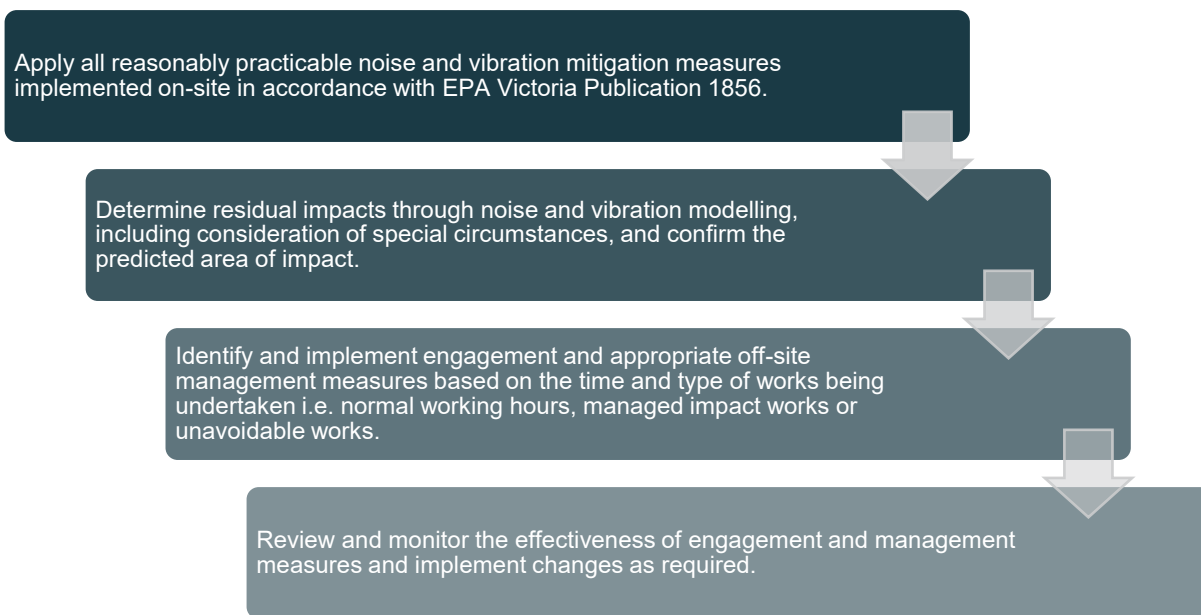 Apply all reasonably practicable noise and vibration mitigation measures
implemented on-site in accordance with EPA Victoria Publication 1856.
Determine residual impacts through noise and vibration modelling,
including consideration of special circumstances, and confirm the
predicted area of impact.
Identify and implement engagement and appropriate off-site
management measures based on the time and type of works being
undertaken i.e. normal working hours, managed impact works or
unavoidable works.
Review and monitor the effectiveness of engagement and management
measures and implement changes as required.